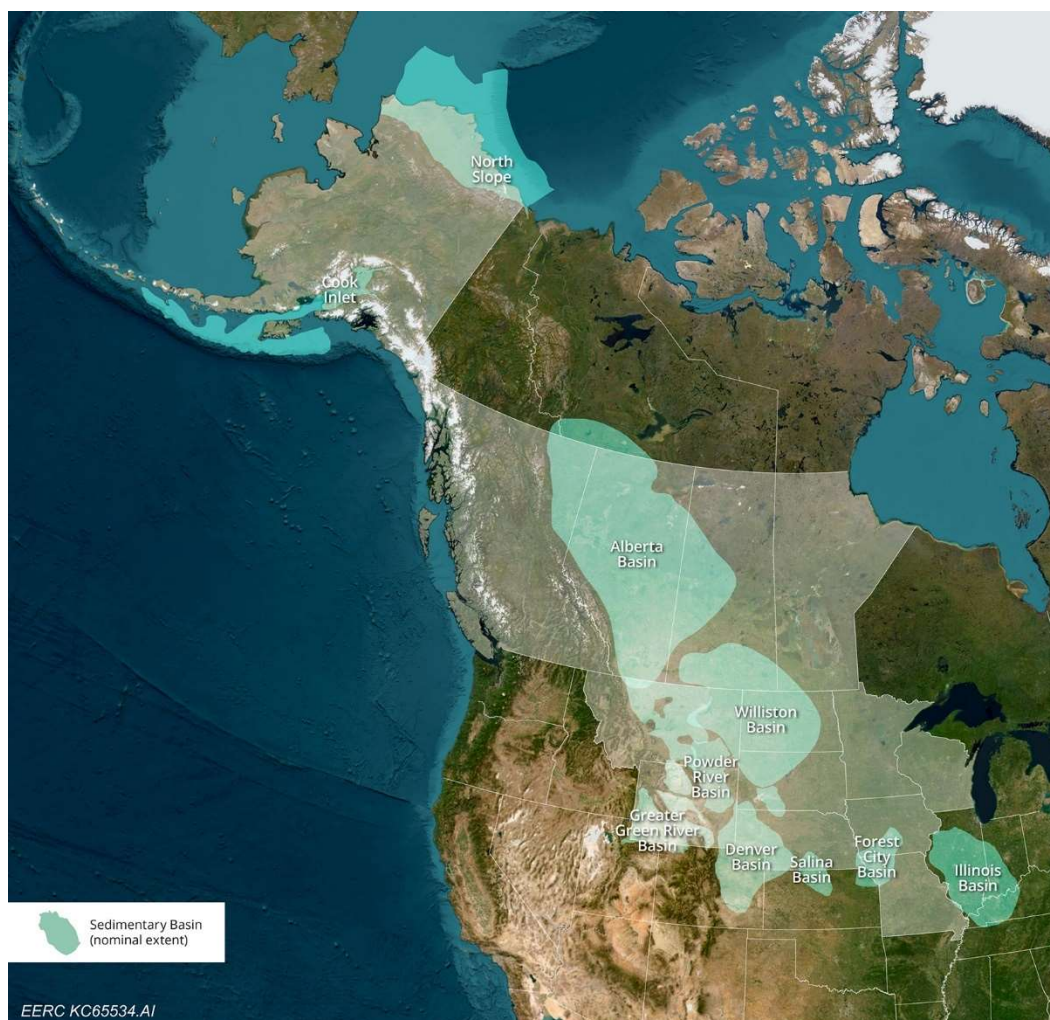 North
Slope
Cook
Inlet
Alberta
Basin
Williston
Basin
Powder
River
Basin
Greater
Green River
Basin
Denver
Basin
Salina
Basin
Forest
City
Basin
Illinois
Basin
Sedimentary Basin
(nominal extent)
EERC KC65534.AI